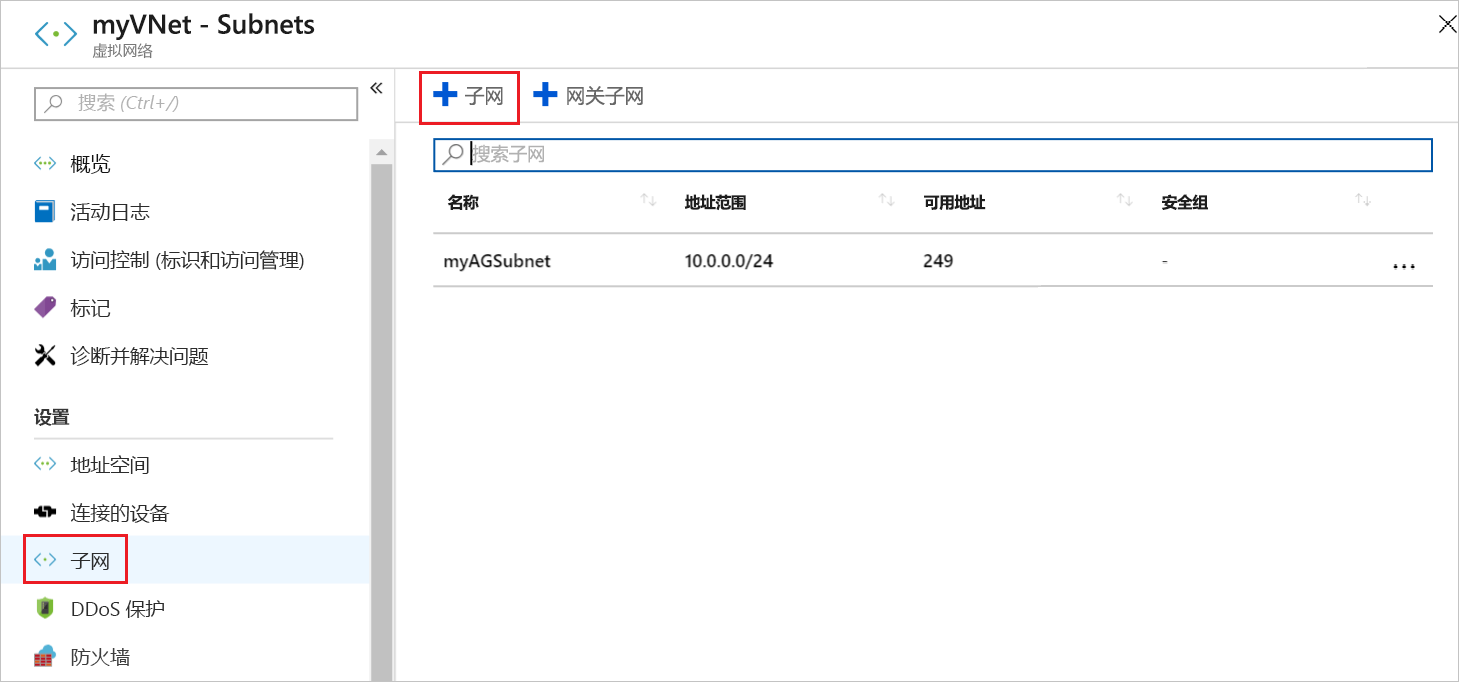 myVNet - Subnets
虚拟网络
搜索 (Ctrl+/)
概览
活动日志
访问控制 (标识和访问管理)
标记
诊断并解决问题
设置
地址空间
连接的设备
子网
DDoS 保护
防火墙
子网 网关子网
搜索子网
名称 地址范围 可用地址 安全组
myAGSubnet 10.0.0.0/24 249 -